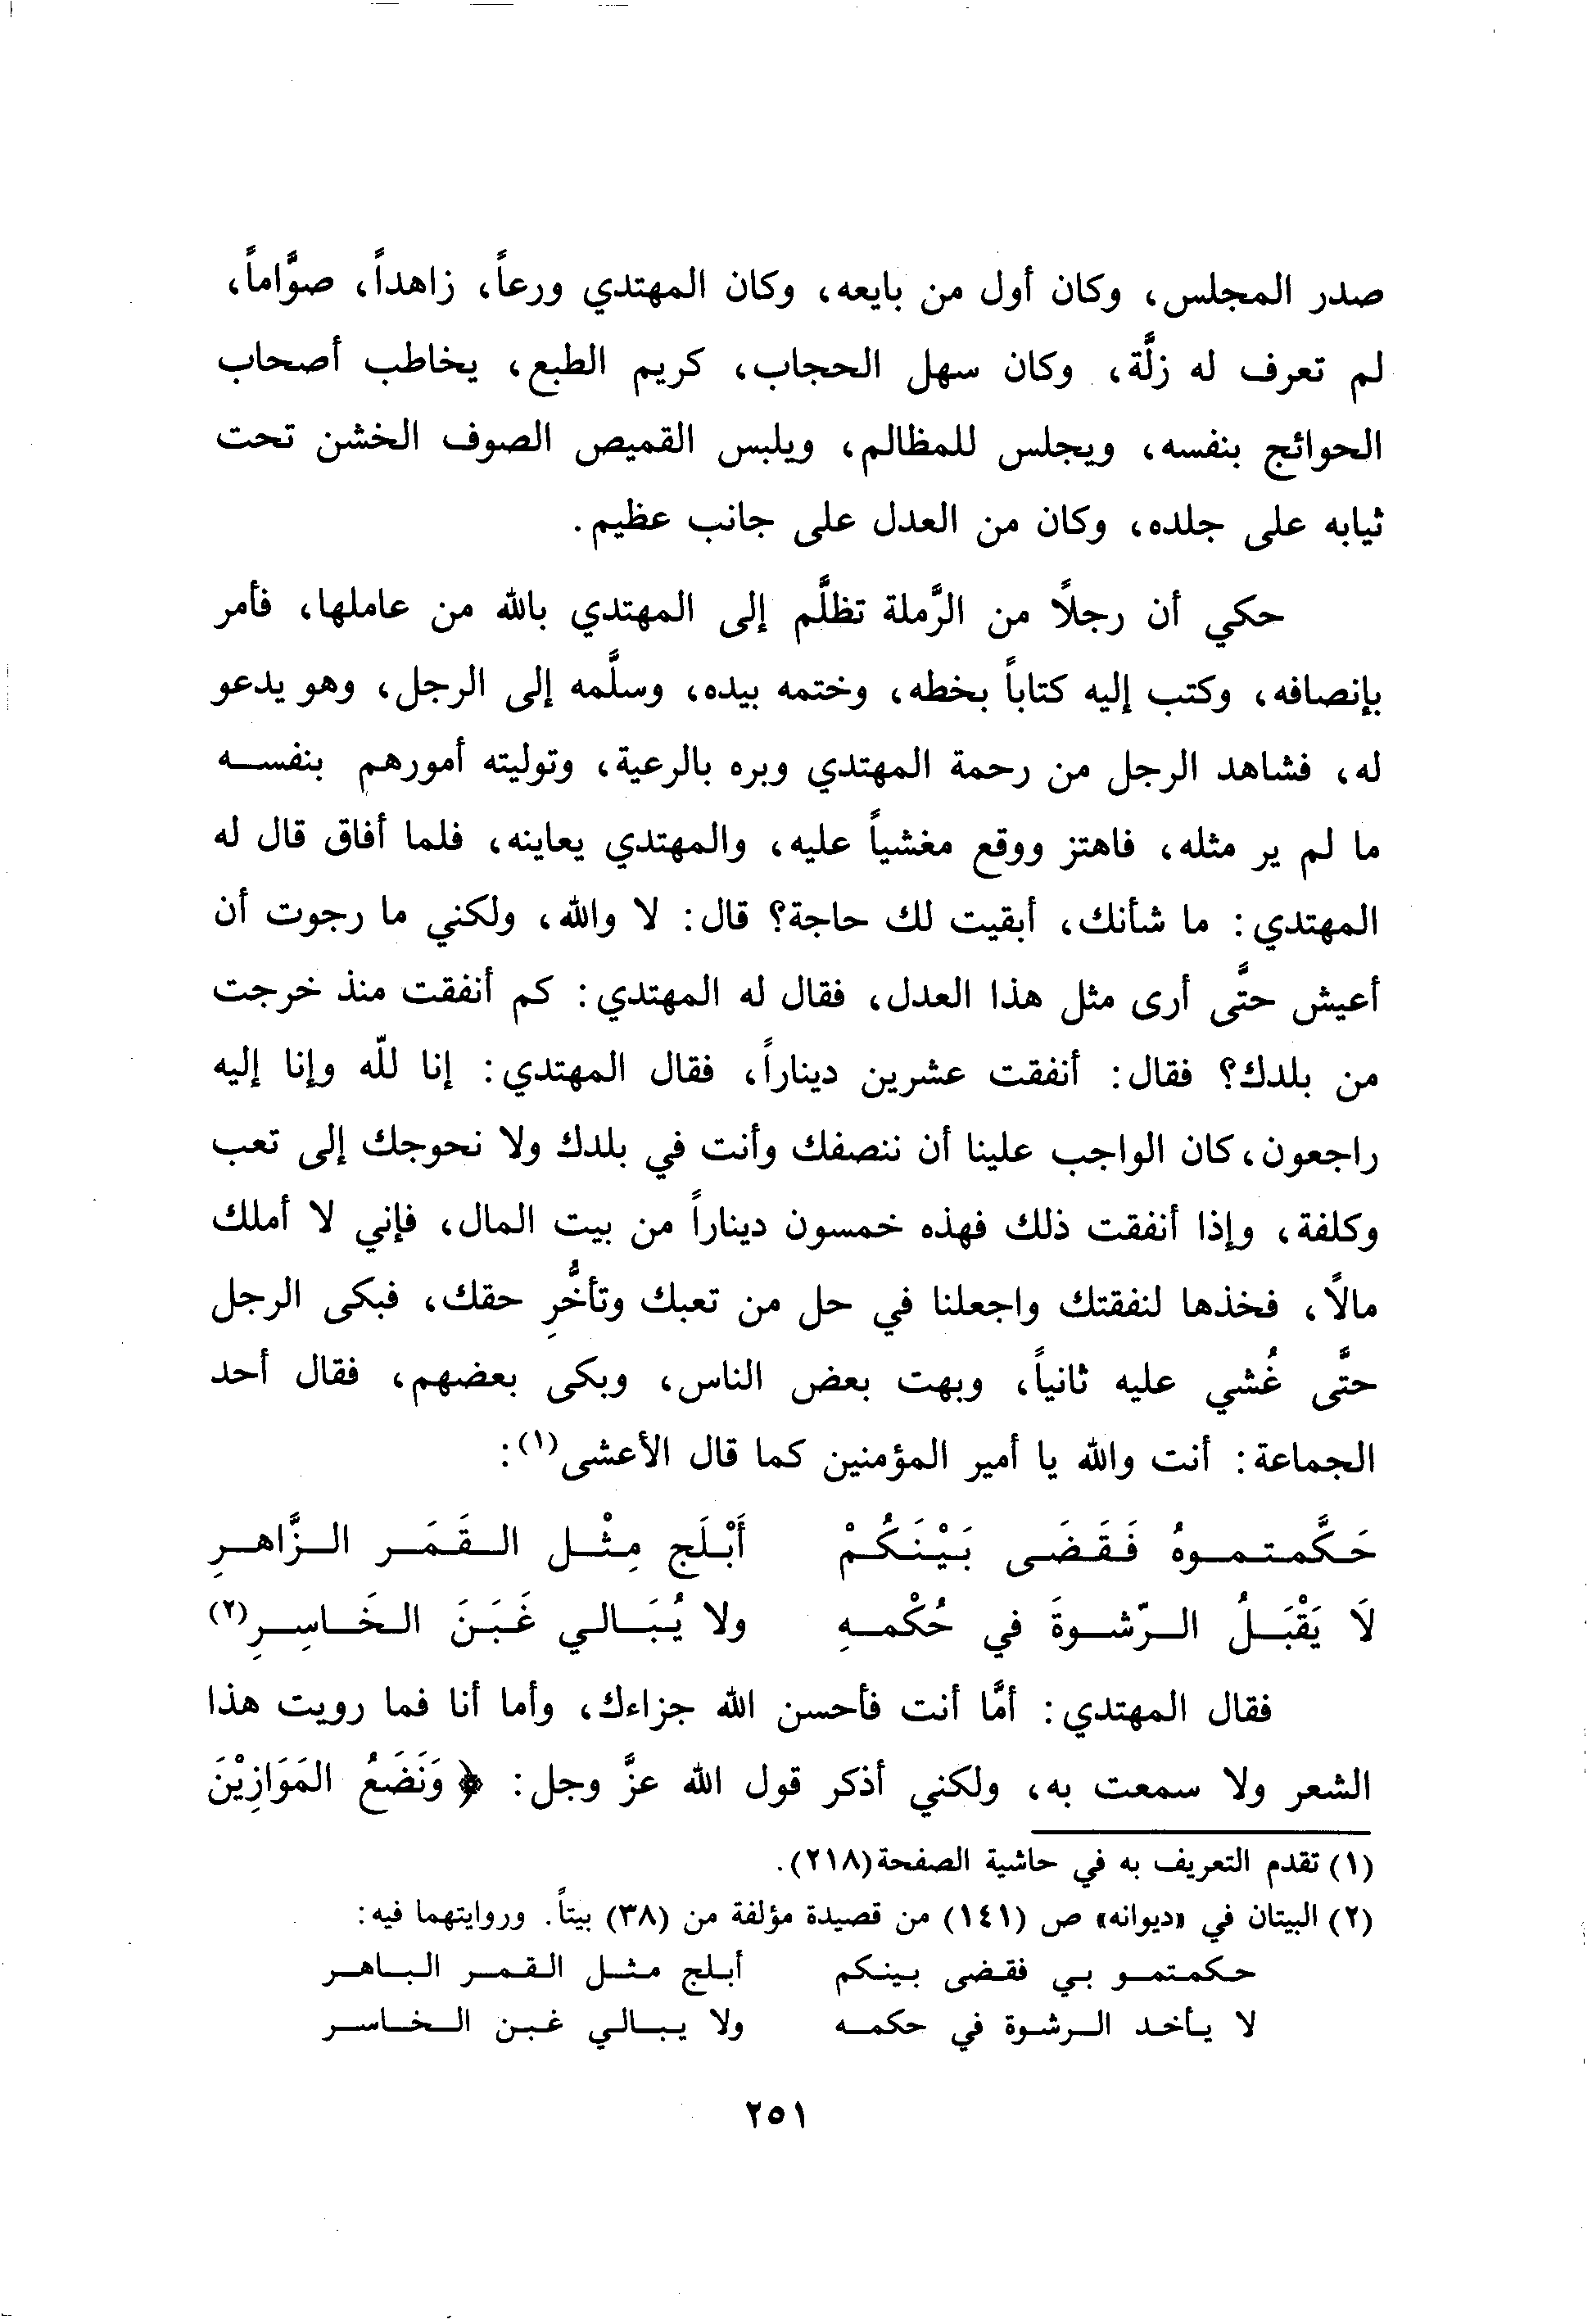 صدر المجلس، وكان أول من بايعه، وكان المهتدي ورعاً، زاهداً، صوَّاماً،
لم تعرف له زلَّة، وكان سهل الحجاب، كريم الطبع، يخاطب أصحاب
الحوائج بنفسه، ويجلس للمظالم، ويلبس القميص الصوف الخشن تحت
ثيابه على جلده، وكان من العدل على جانب عظيم.
حكي أن رجلاً من الرَّملة تظلَّم إلى المهتدي بالله من عاملها، فأمر
بإنصافه، وكتب إليه كتاباً بخطه، وختمه بيده، وسلَّمه إلى الرجل، وهو يدعو
له، فشاهد الرجل من رحمة المهتدي وبره بالرعية، وتوليته أمورهم بنفسه
ما لم ير مثله، فاهتز ووقع مغشياً عليه، والمهتدي يعاينه، فلما أفاق قال له
المهتدي: ما شأنك، أبقيت لك حاجة؟ قال: لا والله، ولكني ما رجوت أن
أعيش حتَّى أرى مثل هذا العدل، فقال له المهتدي: كم أنفقت منذ خرجت
من بلدك؟ فقال: أنفقت عشرين ديناراً، فقال المهتدي: إنا للّه وإنا إليه
راجعون، كان الواجب علينا أن ننصفك وأنت في بلدك ولا نحوجك إلى تعب
وكلفة، وإذا أنفقت ذلك فهذه خمسون ديناراً من بيت المال، فإني لا أملك
مالاً، فخذها لنفقتك واجعلنا في حل من تعبك وتأخُّرِ حقك، فبكى الرجل
حتَّى غُشي عليه ثانياً، وبهت بعض الناس، وبكى بعضهم، فقال أحد
الجماعة: أنت والله يا أمير المؤمنين كما قال الأعشى(١):
حَكَّمتموهُ فَقَضَى بَيْنَكُمْ أَبْلَج مِثْل القَمَر الزَّاهرِ
لَا يَقْبَلُ الرّشوةَ في حُكْمهِ ولا يُبَالي غَبَنَ الخَاسِرِ(٢)
فقال المهتدي: أمَّا أنت فأحسن الله جزاءك، وأما أنا فما رويت هذا
الشعر ولا سمعت به، ولكني أذكر قول الله عزَّ وجل: ﴿وَنَضَعُ المَوَازِيْنَ
(١) تقدم التعريف به في حاشية الصفحة(٢١٨).
(٢) البيتان في «ديوانه» ص (١٤١) من قصيدة مؤلفة من (٣٨) بيتاً. وروايتهما فيه:
حكمتمو بي فقضى بينكم أبلج مثل القمر الباهر
لا يأخد الرشوة في حكمه ولا يبالي غبن الخاسر
٢٥١